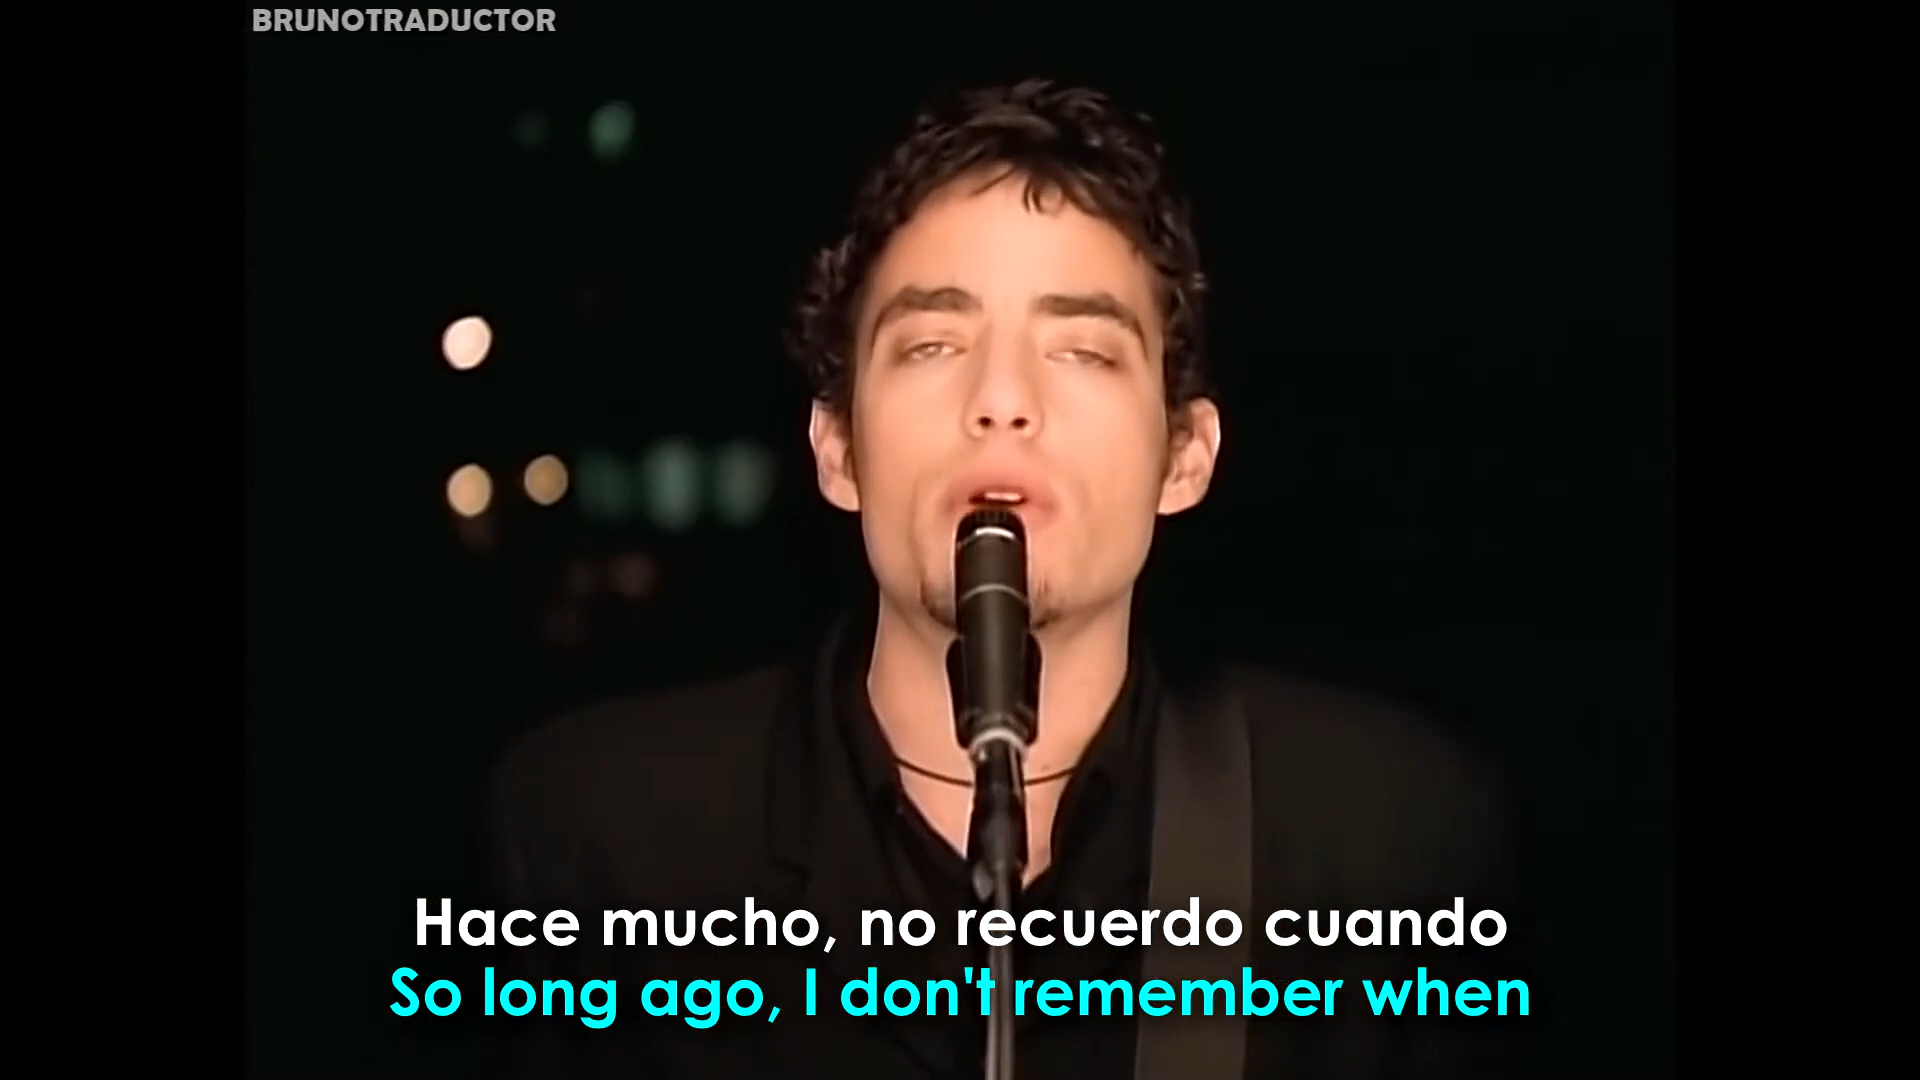 BRUNOTRADUCTOR
Hace mucho, no recuerdo cuando
So long ago, I don't remember when